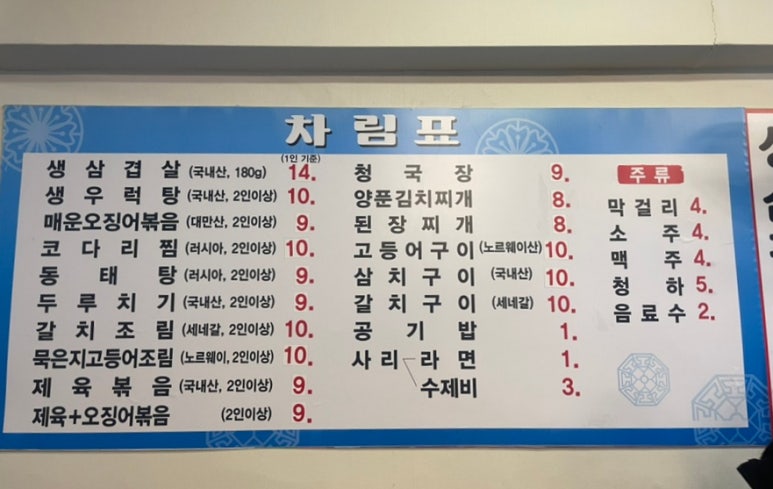 차림표
(1인 기준)
생삼겹살 (국내산, 180g) 14.
생우럭탕 (국내산, 2인이상) 10.
매운오징어볶음 (대만산, 2인이상) 9.
코다리찜 (러시아, 2인이상) 10.
동태탕 (러시아, 2인이상) 9.
두루치기 (국내산, 2인이상) 9.
갈치조림 (세네갈, 2인이상) 10.
묵은지고등어조림 (노르웨이, 2인이상) 10.
제육볶음 (국내산, 2인이상) 9.
제육+오징어볶음 (2인이상) 9.
청국장 9.
양푼김치찌개 8.
된장찌개 8.
고등어구이 (노르웨이산) 10.
삼치구이 (국내산) 10.
갈치구이 (세네갈) 10.
공기밥 1.
사리 라면 1.
수제비 3.
주류
막걸리 4.
소주 4.
맥주 4.
청하 5.
음료수 2.